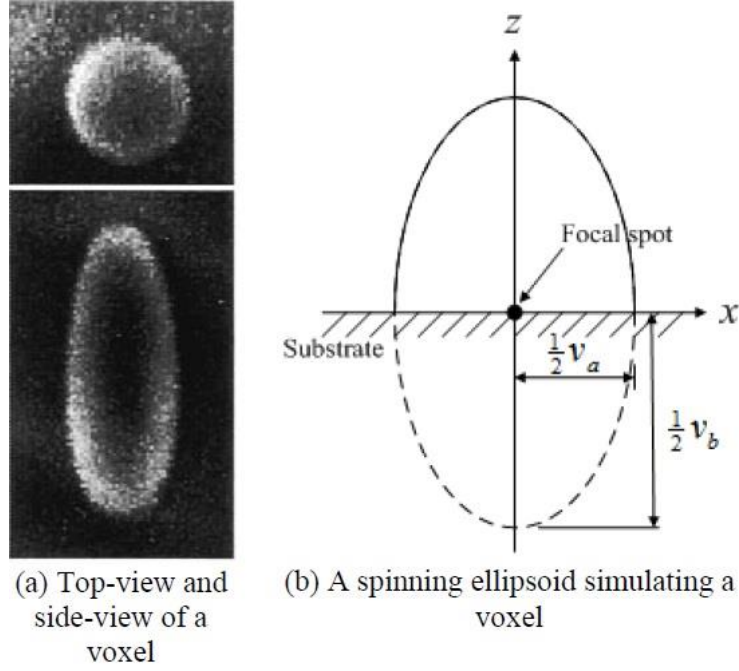 z
Focal spot
x
Substrate
½ vₐ
½ v_b
(a) Top-view and
side-view of a
voxel
(b) A spinning ellipsoid simulating a
voxel